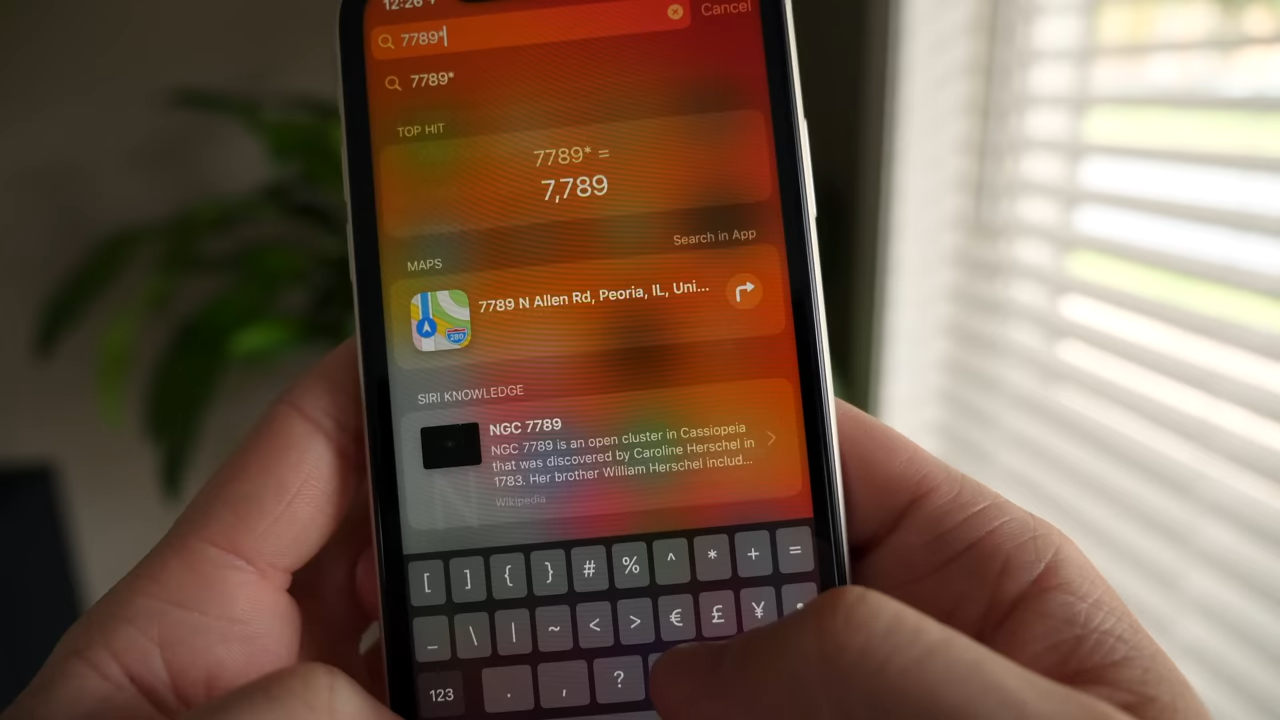 12:26
7789*
Cancel
7789*
TOP HIT
7789* =
7,789
Search in App
MAPS
280
7789 N Allen Rd, Peoria, IL, Uni...
SIRI KNOWLEDGE
NGC 7789
NGC 7789 is an open cluster in Cassiopeia
that was discovered by Caroline Herschel in
1783. Her brother William Herschel includ...
Wikipedia
[ ] { } # % ^ * + =
_ \ | ~ < > € £ ¥
123 . , ?